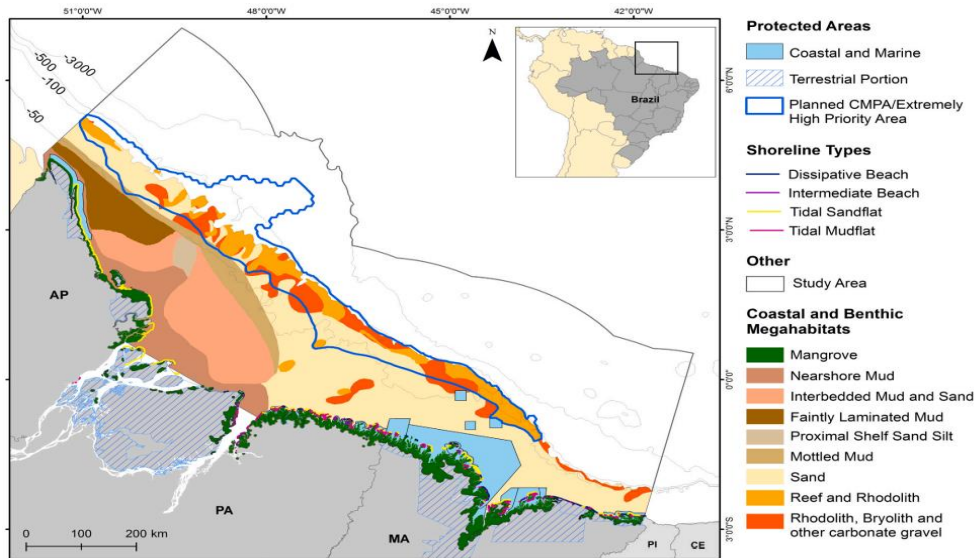 51°0'0"W
48°0'0"W
45°0'0"W
42°0'0"W
N
-3000
-500
-100
-50
6°0'0"N
3°0'0"N
0°0'0"
3°0'0"S
Brazil
AP
PA
MA
PI
CE
0 100 200 km
Protected Areas
Coastal and Marine
Terrestrial Portion
Planned CMPA/Extremely
High Priority Area
Shoreline Types
Dissipative Beach
Intermediate Beach
Tidal Sandflat
Tidal Mudflat
Other
Study Area
Coastal and Benthic
Megahabitats
Mangrove
Nearshore Mud
Interbedded Mud and Sand
Faintly Laminated Mud
Proximal Shelf Sand Silt
Mottled Mud
Sand
Reef and Rhodolith
Rhodolith, Bryolith and
other carbonate gravel